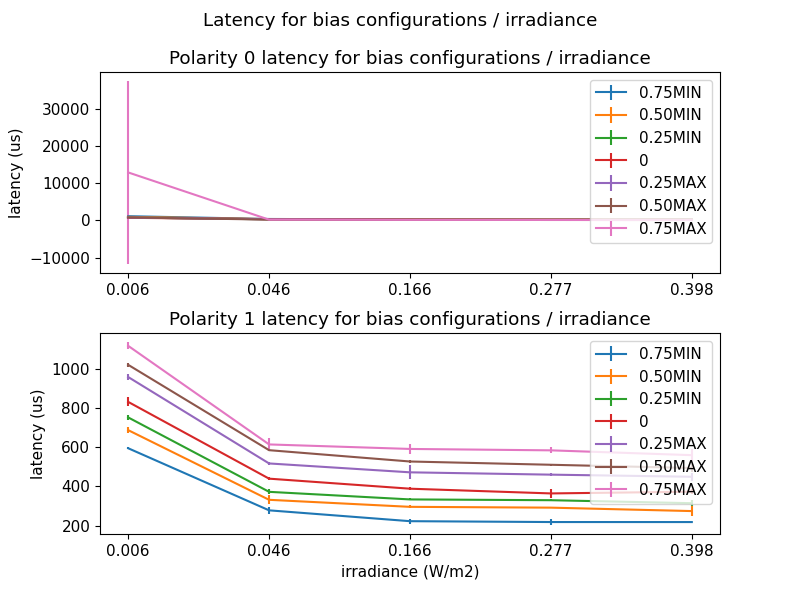 Latency for bias configurations / irradiance
Polarity 0 latency for bias configurations / irradiance
latency (us)
30000
20000
10000
0
−10000
0.006
0.046
0.166
0.277
0.398
0.75MIN
0.50MIN
0.25MIN
0
0.25MAX
0.50MAX
0.75MAX
Polarity 1 latency for bias configurations / irradiance
latency (us)
1000
800
600
400
200
0.006
0.046
0.166
0.277
0.398
irradiance (W/m2)
0.75MIN
0.50MIN
0.25MIN
0
0.25MAX
0.50MAX
0.75MAX